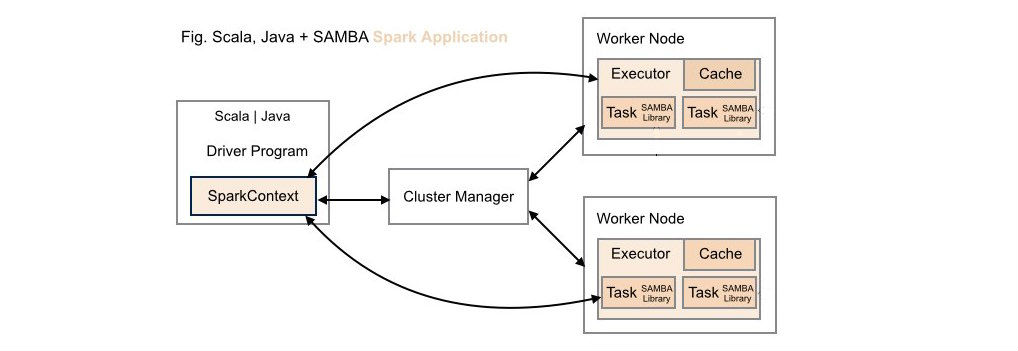 Fig. Scala, Java + SAMBA Spark Application
Scala | Java
Driver Program
SparkContext
Cluster Manager
Worker Node
Executor
Cache
Task SAMBA
Library
Task SAMBA
Library
Worker Node
Executor
Cache
Task SAMBA
Library
Task SAMBA
Library